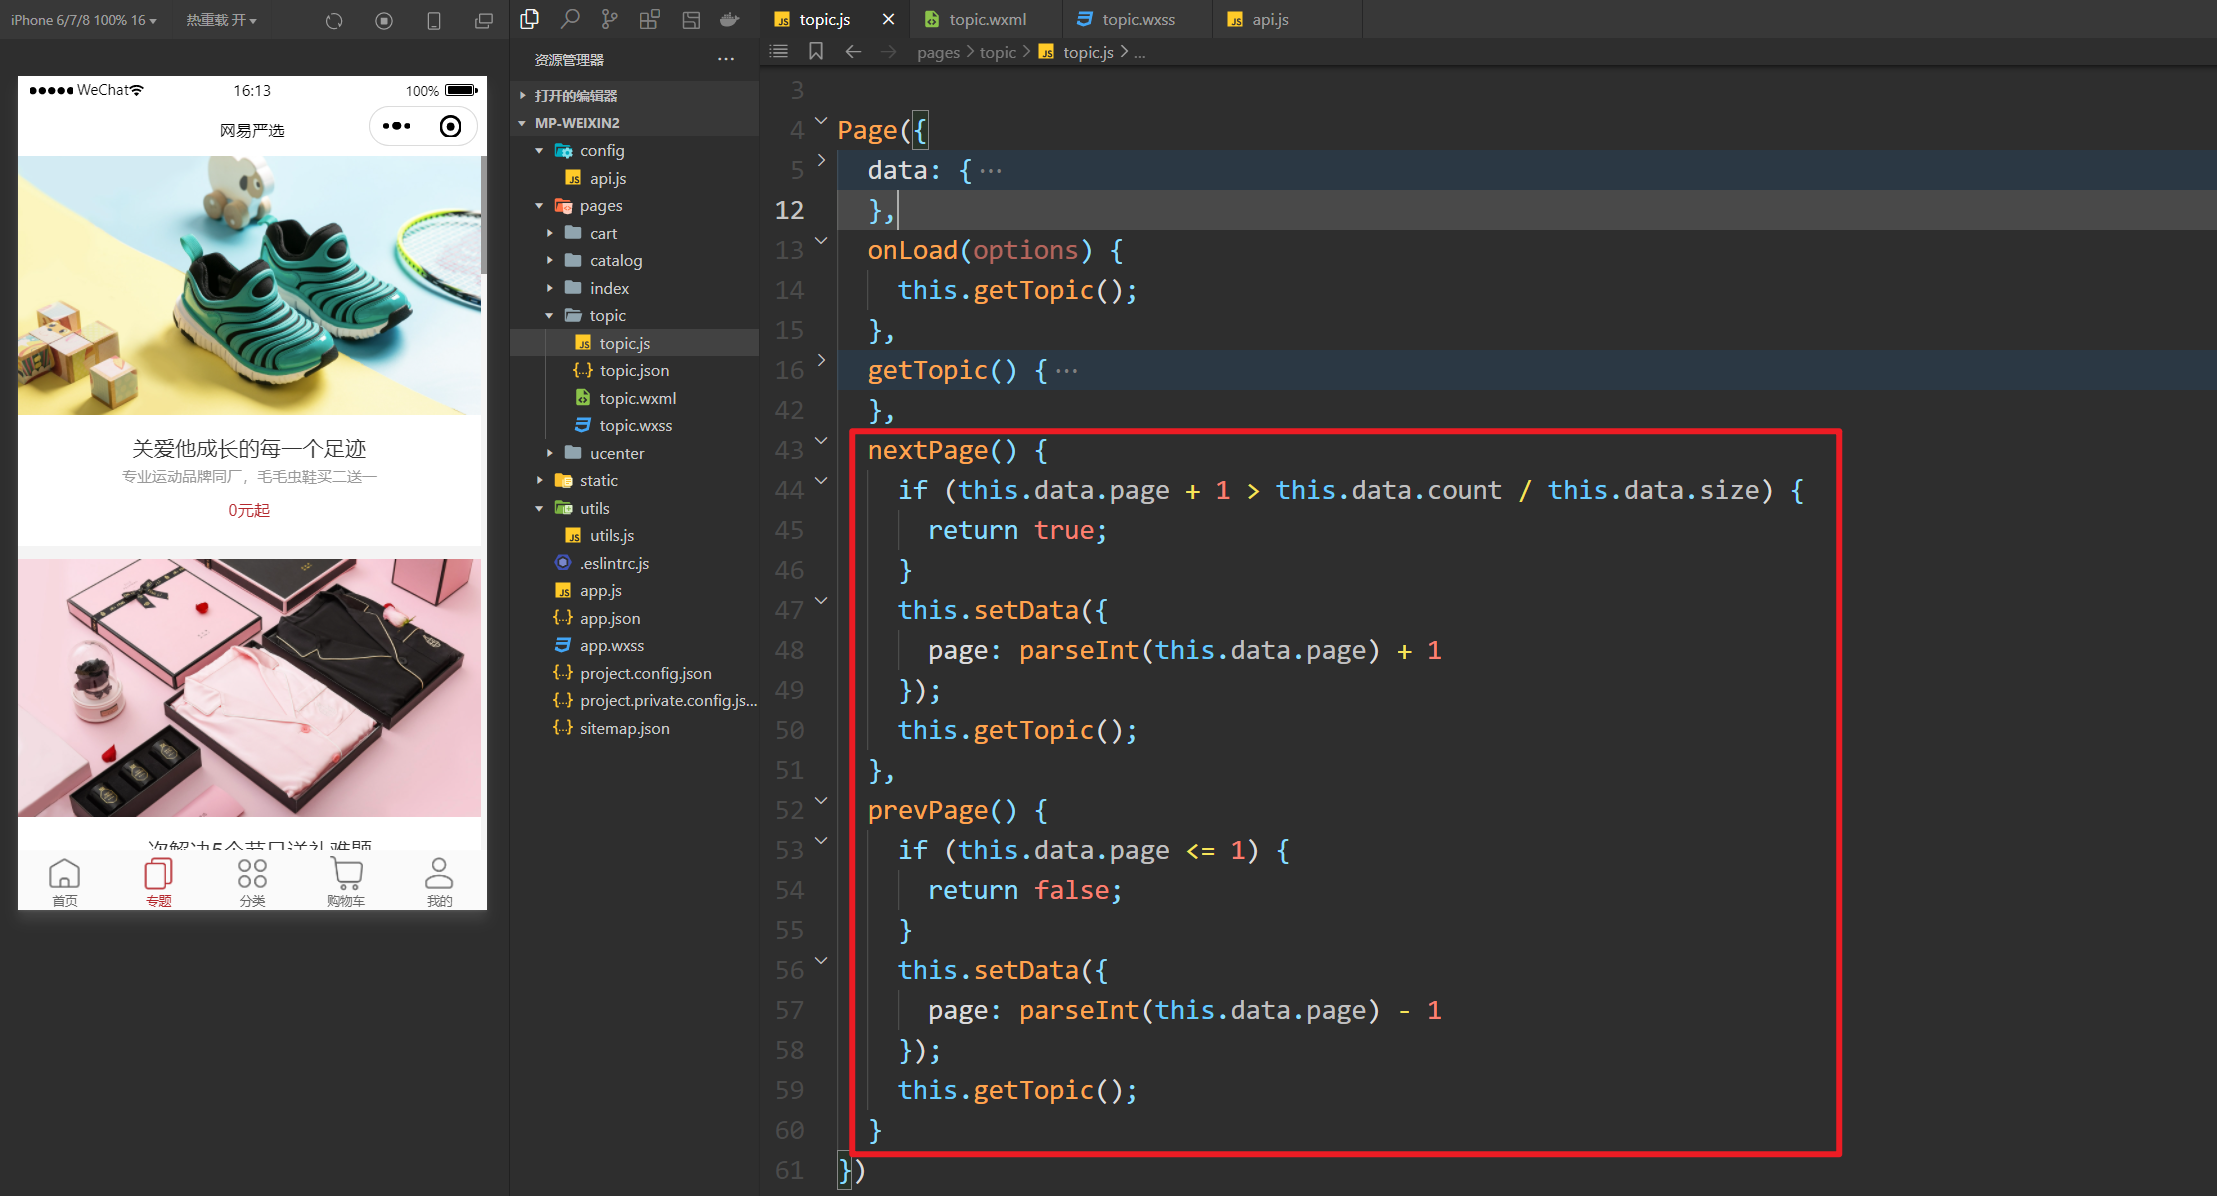 iPhone 6/7/8 100% 16
热重载 开
WeChat
16:13
100%
网易严选
关爱他成长的每一个足迹
专业运动品牌同厂，毛毛虫鞋买二送一
0元起
首页
专题
分类
购物车
我的
资源管理器
打开的编辑器
MP-WEIXIN2
config
api.js
pages
cart
catalog
index
topic
topic.js
topic.json
topic.wxml
topic.wxss
ucenter
static
utils
utils.js
.eslintrc.js
app.js
app.json
app.wxss
project.config.json
project.private.config.js...
sitemap.json
topic.js
topic.wxml
topic.wxss
api.js
pages > topic > topic.js > ...
3
4 Page({
5 data: {···
12 },
13 onLoad(options) {
14 this.getTopic();
15 },
16 getTopic() {···
42 },
43 nextPage() {
44 if (this.data.page + 1 > this.data.count / this.data.size) {
45 return true;
46 }
47 this.setData({
48 page: parseInt(this.data.page) + 1
49 });
50 this.getTopic();
51 },
52 prevPage() {
53 if (this.data.page <= 1) {
54 return false;
55 }
56 this.setData({
57 page: parseInt(this.data.page) - 1
58 });
59 this.getTopic();
60 }
61 })